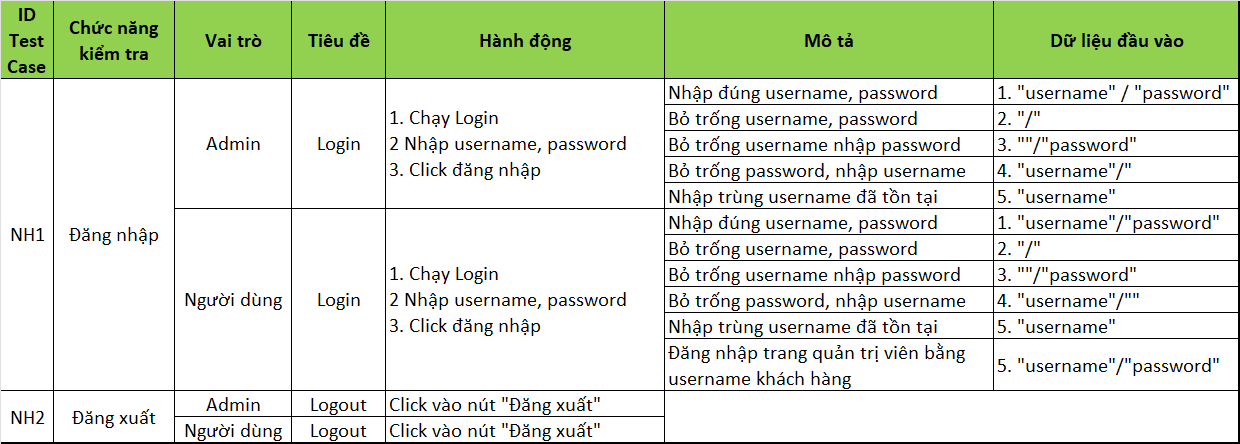 ID
Test
Case
Chức năng
kiểm tra
Vai trò
Tiêu đề
Hành động
Mô tả
Dữ liệu đầu vào
NH1
Đăng nhập
Admin
Login
1. Chạy Login
2 Nhập username, password
3. Click đăng nhập
Nhập đúng username, password
1. "username" / "password"
Bỏ trống username, password
2. "/"
Bỏ trống username nhập password
3. ""/"password"
Bỏ trống password, nhập username
4. "username"/"
Nhập trùng username đã tồn tại
5. "username"
Người dùng
Login
1. Chạy Login
2 Nhập username, password
3. Click đăng nhập
Nhập đúng username, password
1. "username"/"password"
Bỏ trống username, password
2. "/"
Bỏ trống username nhập password
3. ""/"password"
Bỏ trống password, nhập username
4. "username"/""
Nhập trùng username đã tồn tại
5. "username"
Đăng nhập trang quản trị viên bằng
username khách hàng
5. "username"/"password"
NH2
Đăng xuất
Admin
Logout
Click vào nút "Đăng xuất"
Người dùng
Logout
Click vào nút "Đăng xuất"